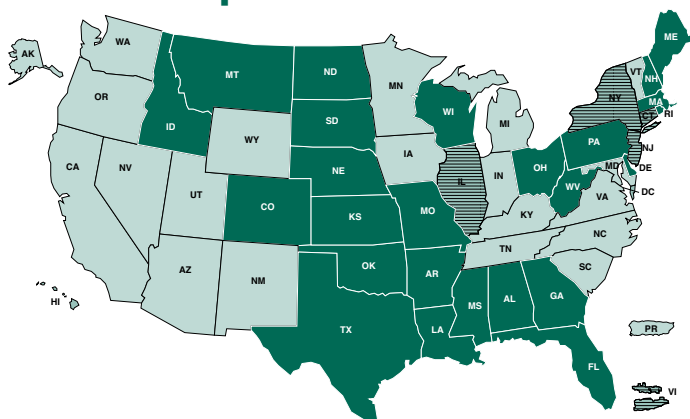 ME
WA
AK
VT
NH
MT
ND
MN
OR
NY
MA
WI
CT
RI
SD
MI
ID
WY
PA
NJ
IA
NE
OH
MD
DE
CA
NV
IN
IL
WV
UT
DC
VA
CO
MO
KS
KY
NC
TN
OK
AZ
AR
SC
NM
GA
AL
MS
HI
TX
LA
PR
FL
VI